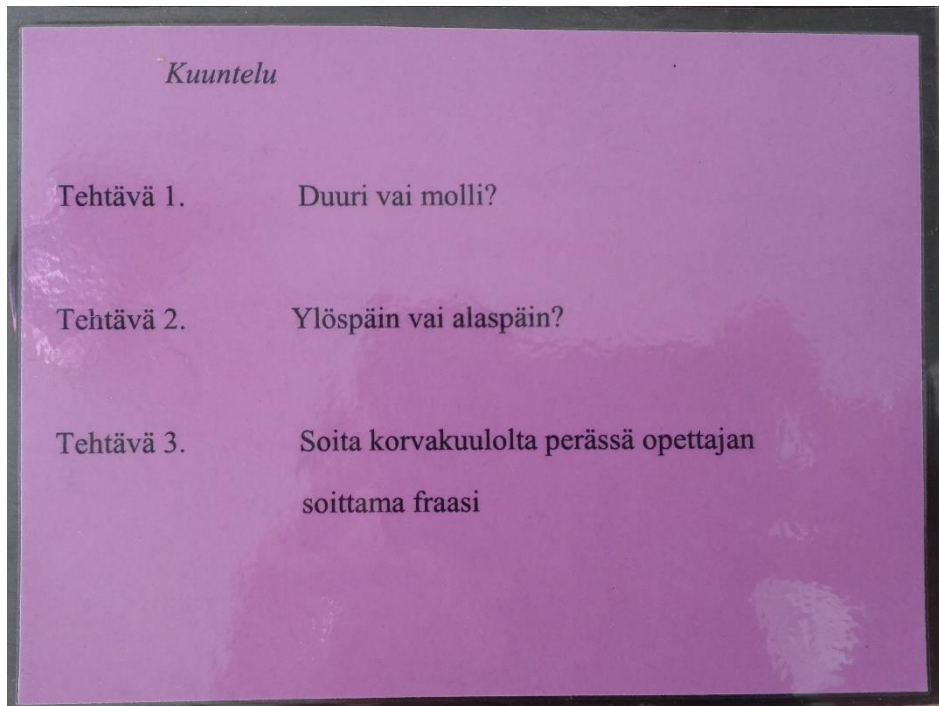 Kuuntelu
Tehtävä 1. Duuri vai molli?
Tehtävä 2. Ylöspäin vai alaspäin?
Tehtävä 3. Soita korvakuulolta perässä opettajan
soittama fraasi